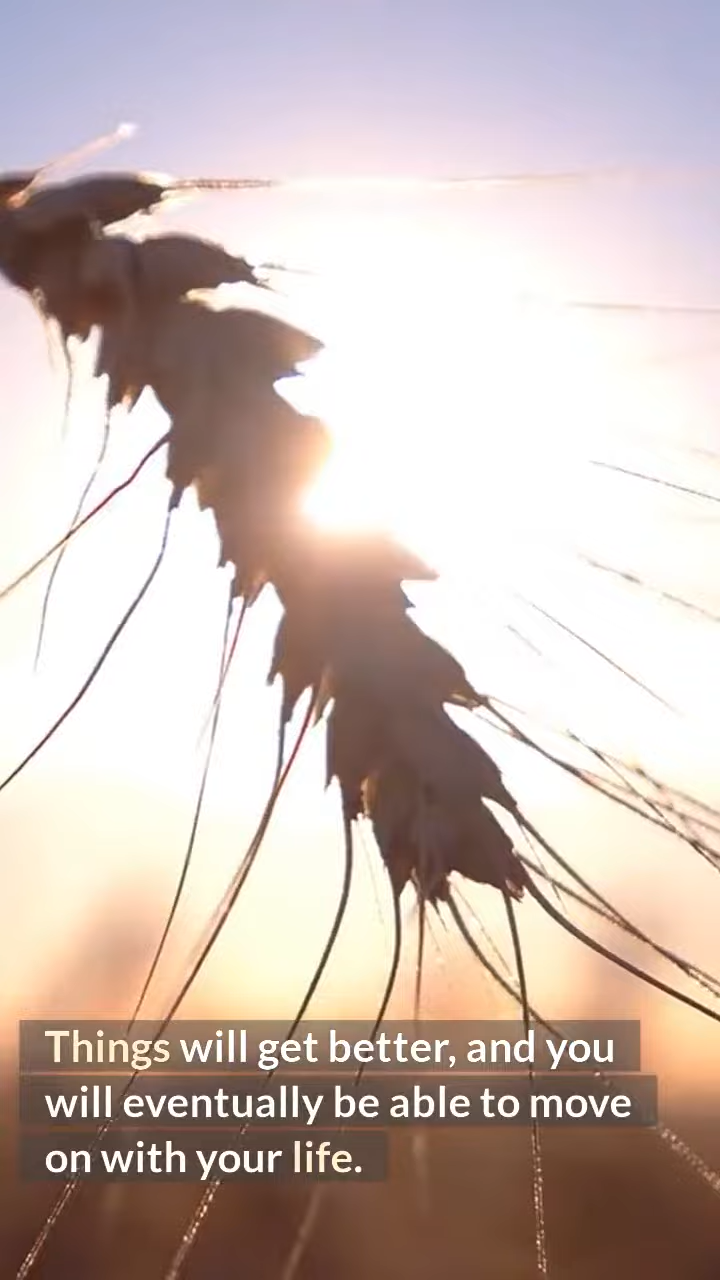 Things will get better, and you
will eventually be able to move
on with your life.